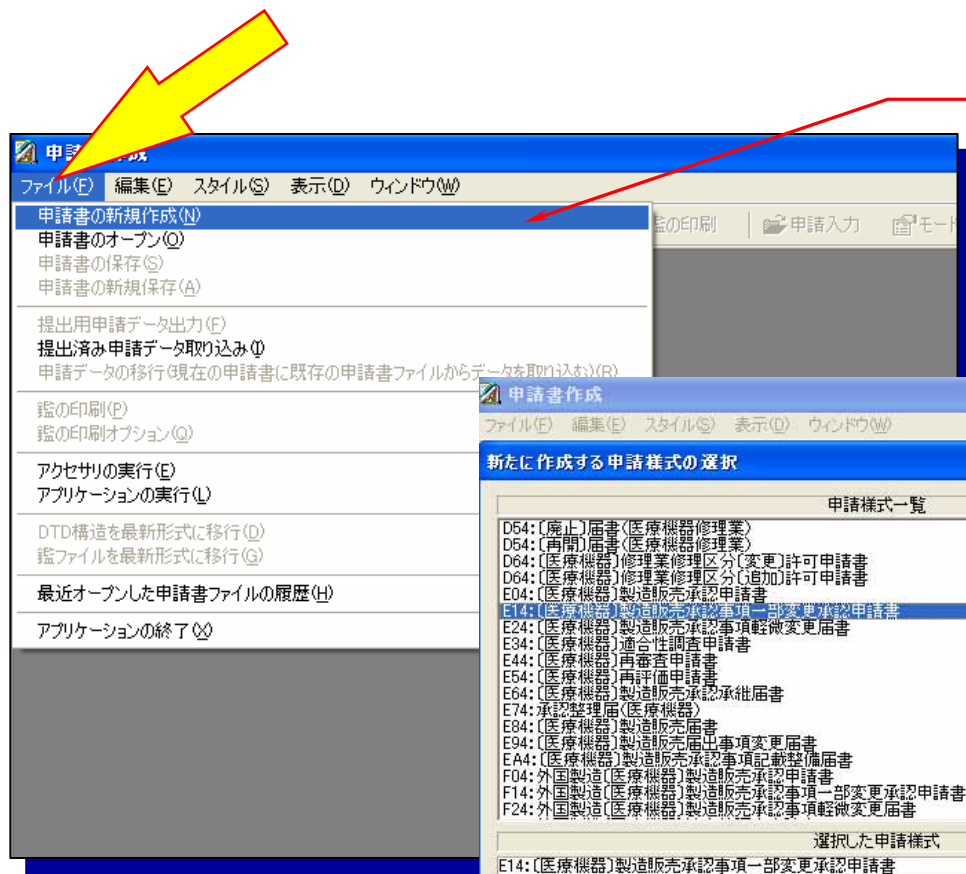 申請書作成
ファイル(F) 編集(E) スタイル(S) 表示(D) ウィンドウ(W)
鑑の印刷 申請入力 モード
申請書の新規作成(N)
申請書のオープン(O)
申請書の保存(S)
申請書の新規保存(A)
提出用申請データ出力(F)
提出済み申請データ取り込み(I)
申請データの移行(現在の申請書に既存の申請書ファイルからデータを取り込む)(R)
鑑の印刷(P)
鑑の印刷オプション(Q)
アクセサリの実行(E)
アプリケーションの実行(L)
DTD構造を最新形式に移行(D)
鑑ファイルを最新形式に移行(G)
最近オープンした申請書ファイルの履歴(H)
アプリケーションの終了(X)
申請書作成
ファイル(F) 編集(E) スタイル(S) 表示(D) ウィンドウ(W)
新たに作成する申請様式の選択
申請様式一覧
D54:〔廃止〕届書(医療機器修理業)
D54:〔再開〕届書(医療機器修理業)
D64:〔医療機器〕修理業修理区分〔変更〕許可申請書
D64:〔医療機器〕修理業修理区分〔追加〕許可申請書
E04:〔医療機器〕製造販売承認申請書
E14:〔医療機器〕製造販売承認事項一部変更承認申請書
E24:〔医療機器〕製造販売承認事項軽微変更届書
E34:〔医療機器〕適合性調査申請書
E44:〔医療機器〕再審査申請書
E54:〔医療機器〕再評価申請書
E64:〔医療機器〕製造販売承認承継届書
E74:承認整理届(医療機器)
E84:〔医療機器〕製造販売届書
E94:〔医療機器〕製造販売届出事項変更届書
EA4:〔医療機器〕製造販売承認事項記載整備届書
F04:外国製造〔医療機器〕製造販売承認申請書
F14:外国製造〔医療機器〕製造販売承認事項一部変更承認申請書
F24:外国製造〔医療機器〕製造販売承認事項軽微変更届書
選択した申請様式
E14:〔医療機器〕製造販売承認事項一部変更承認申請書